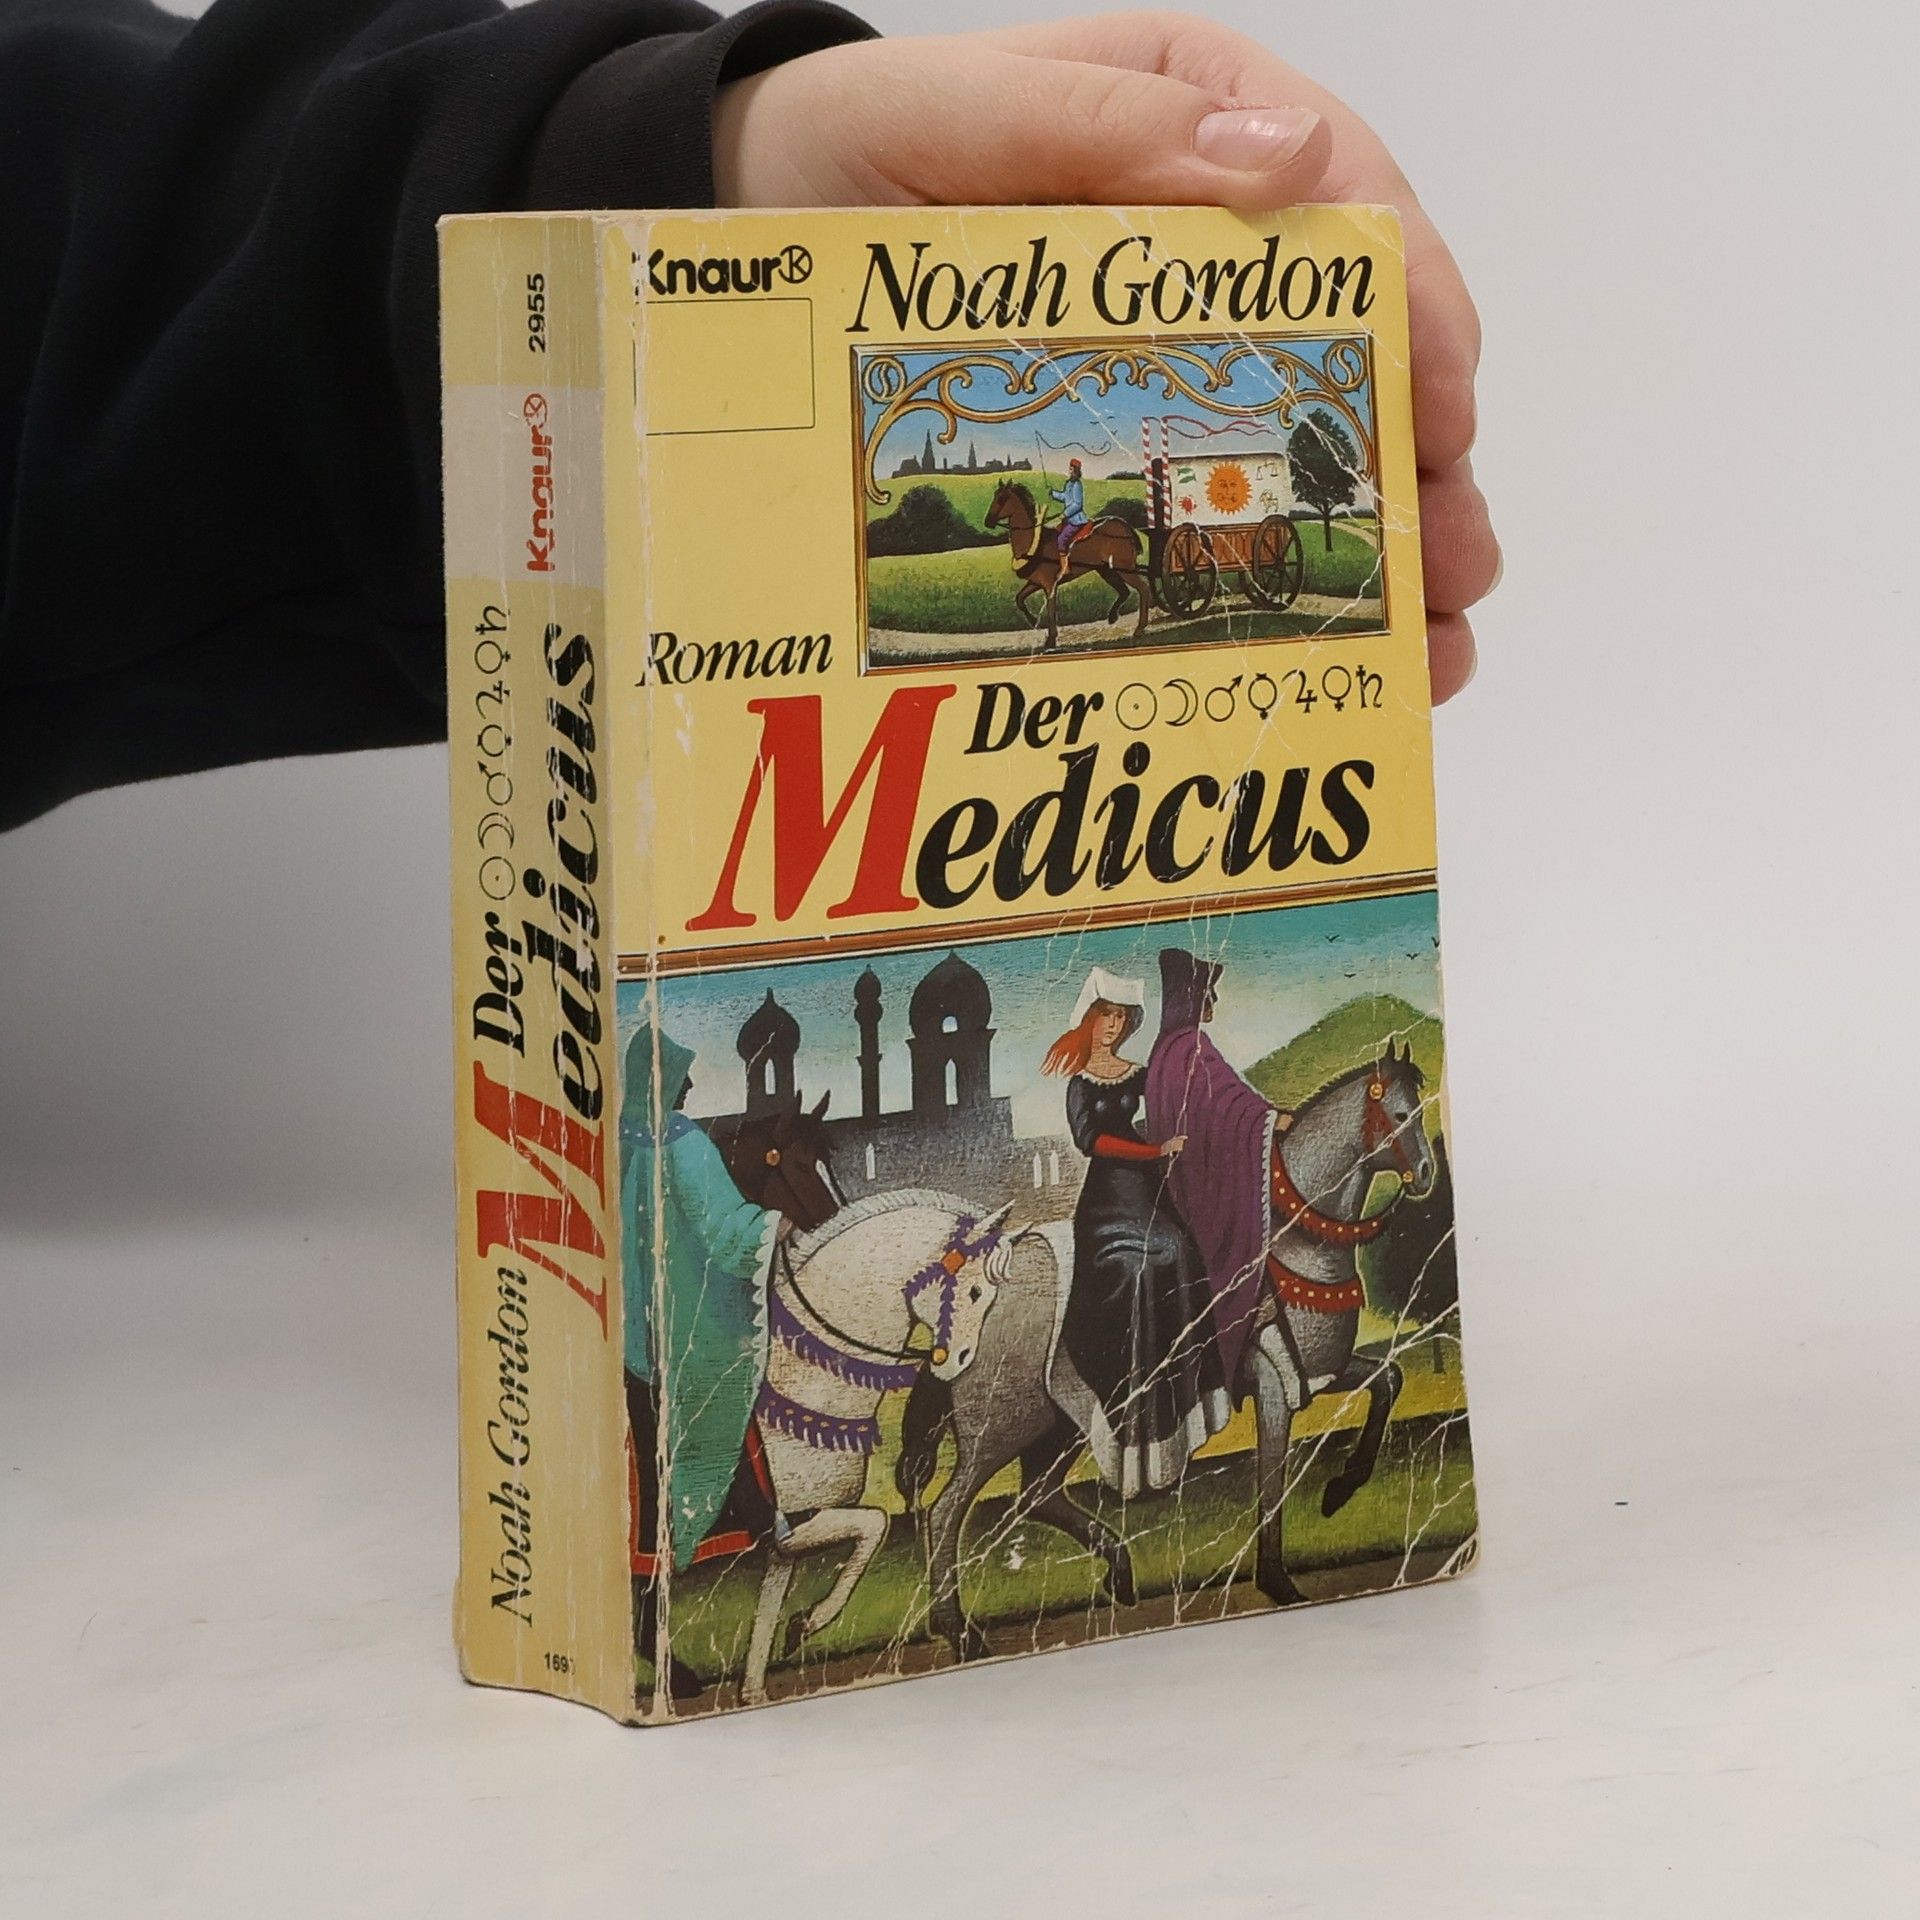 Knaur
Noah Gordon
Roman
Der ☉☽♂☿♃♀♄
Medicus
2955
Knaur
Noah Gordon
Der ☉☽♂☿♃♀♄
Medicus